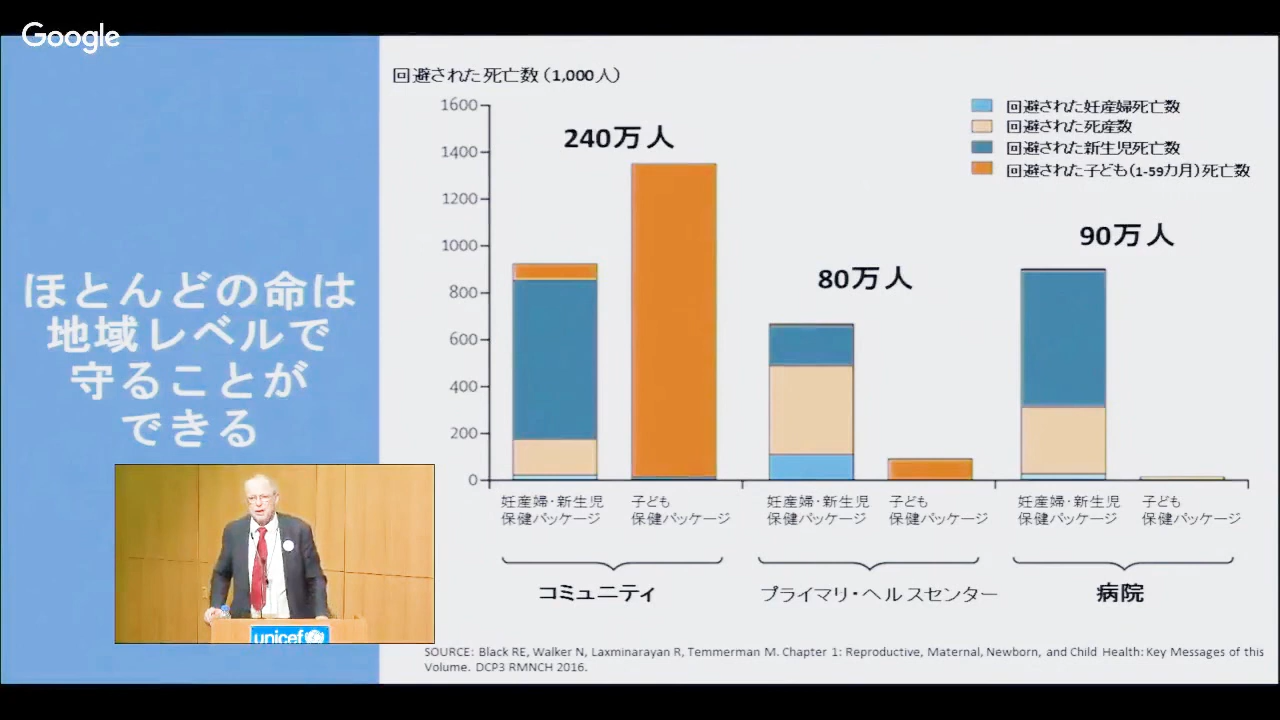 Google
ほとんどの命は
地域レベルで
守ることが
できる
回避された死亡数（1,000人）
1600
1400
1200
1000
800
600
400
200
0
240万人
80万人
90万人
回避された妊産婦死亡数
回避された死産数
回避された新生児死亡数
回避された子ども（1-59カ月）死亡数
妊産婦・新生児
保健パッケージ
子ども
保健パッケージ
妊産婦・新生児
保健パッケージ
子ども
保健パッケージ
妊産婦・新生児
保健パッケージ
子ども
保健パッケージ
コミュニティ
プライマリ・ヘルスセンター
病院
unicef
SOURCE: Black RE, Walker N, Laxminarayan R, Temmerman M. Chapter 1: Reproductive, Maternal, Newborn, and Child Health: Key Messages of this
Volume. DCP3 RMNCH 2016.